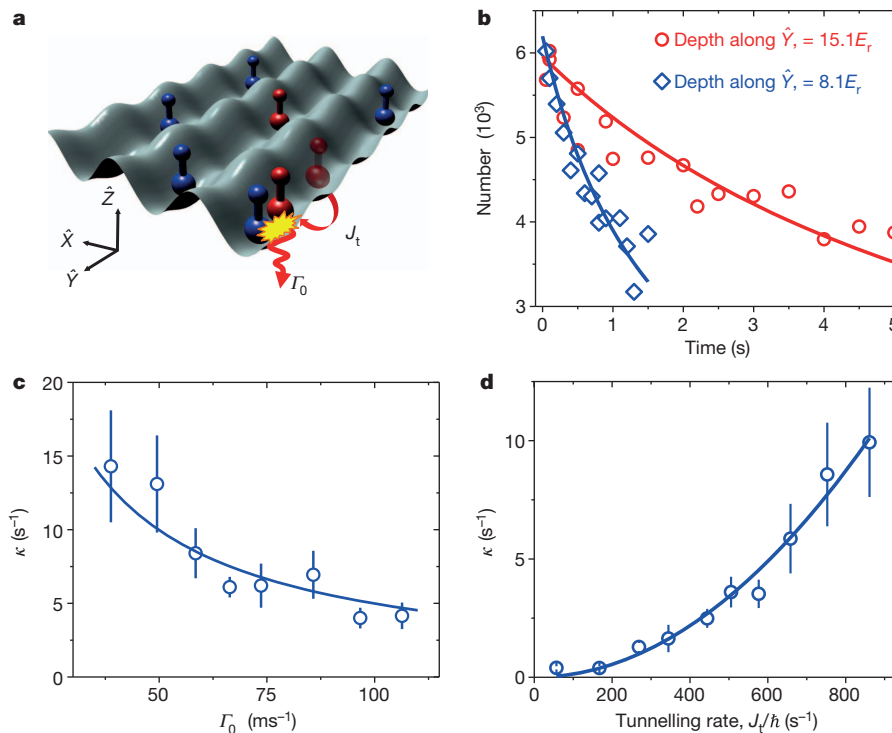 a
Ẑ
X̂
Ŷ
J_t
Γ_0
b
Depth along Ŷ, = 15.1E_r
Depth along Ŷ, = 8.1E_r
6
5
4
3
Number (10³)
0 1 2 3 4 5
Time (s)
c
20
15
10
5
0
κ (s⁻¹)
50 75 100
Γ_0 (ms⁻¹)
d
10
5
0
κ (s⁻¹)
0 200 400 600 800
Tunnelling rate, J_t/ħ (s⁻¹)